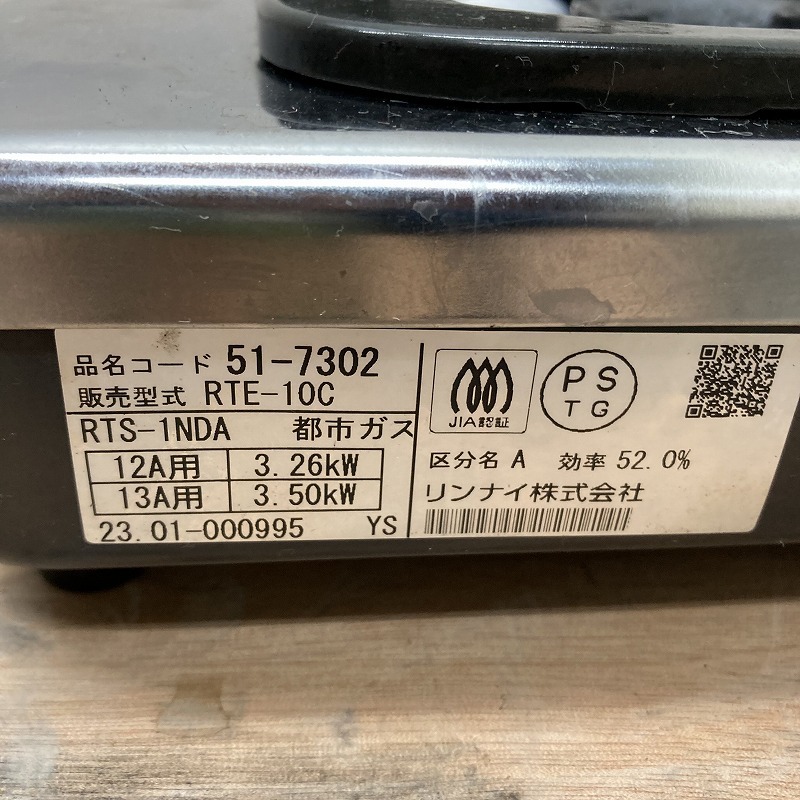 品名コード 51-7302
販売型式 RTE-10C
RTS-1NDA 都市ガス
12A用 3.26kW
13A用 3.50kW
23.01-000995 YS
JIA認証
PS
TG
区分名 A 効率 52.0%
リンナイ株式会社